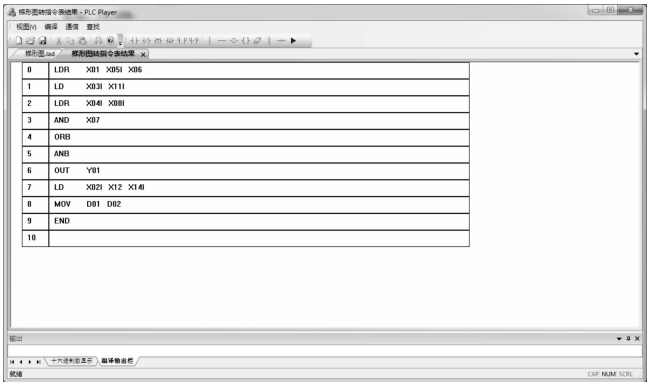 梯形图转指令表结果 - PLC Player
视图(V) 编译 通信 查找
梯形图.lad 梯形图转指令表结果 x
0 LDR X01 X05I X06
1 LD X03I X11I
2 LDR X04I X08I
3 AND X07
4 ORB
5 ANB
6 OUT Y01
7 LD X02I X12 X14I
8 MOV D01 D02
9 END
10
输出
十六进制数显示 编译输出栏
就绪 CAP NUM SCRL